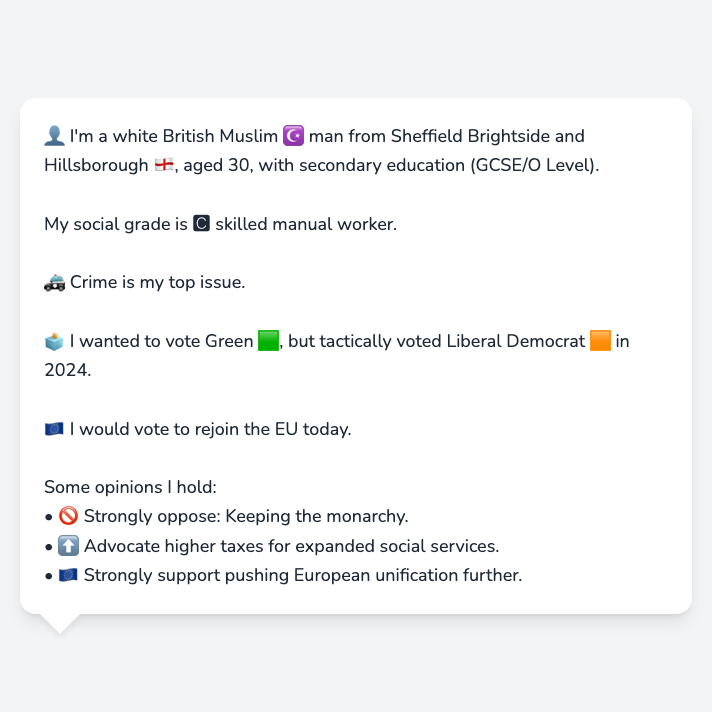 👤 I'm a white British Muslim ☪️ man from Sheffield Brightside and
Hillsborough 🏴󠁧󠁢󠁥󠁮󠁧󠁿, aged 30, with secondary education (GCSE/O Level).
My social grade is 🅲 skilled manual worker.
🚓 Crime is my top issue.
🗳️ I wanted to vote Green 🟩, but tactically voted Liberal Democrat 🟧 in
2024.
🇪🇺 I would vote to rejoin the EU today.
Some opinions I hold:
• 🚫 Strongly oppose: Keeping the monarchy.
• ⬆️ Advocate higher taxes for expanded social services.
• 🇪🇺 Strongly support pushing European unification further.